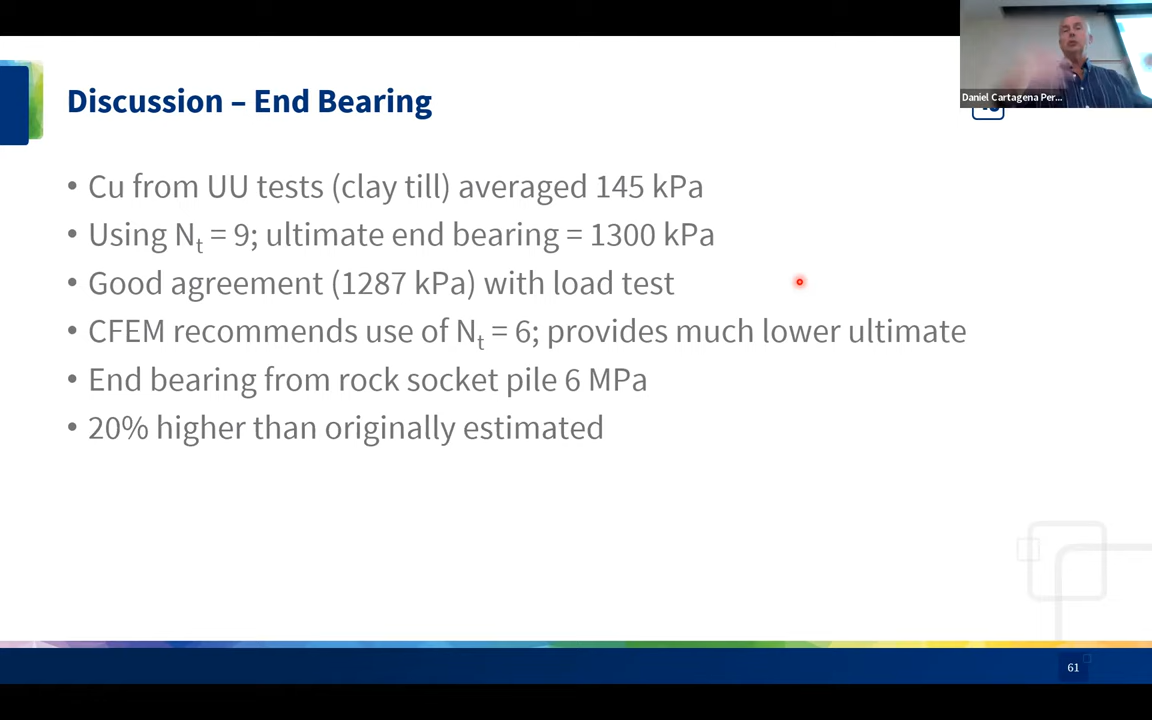 Daniel Cartagena Per...
Discussion – End Bearing
• Cu from UU tests (clay till) averaged 145 kPa
• Using Nt = 9; ultimate end bearing = 1300 kPa
• Good agreement (1287 kPa) with load test
• CFEM recommends use of Nt = 6; provides much lower ultimate
• End bearing from rock socket pile 6 MPa
• 20% higher than originally estimated
61